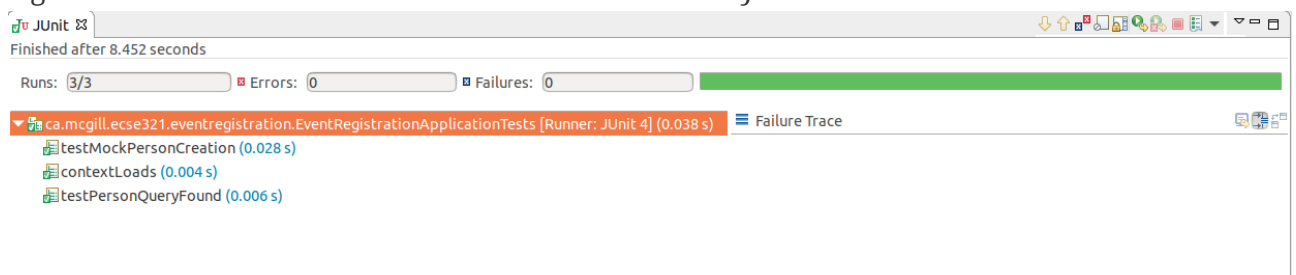 JUnit
Finished after 8.452 seconds
Runs: 3/3 Errors: 0 Failures: 0
ca.mcgill.ecse321.eventregistration.EventRegistrationApplicationTests [Runner: JUnit 4] (0.038 s) Failure Trace
testMockPersonCreation (0.028 s)
contextLoads (0.004 s)
testPersonQueryFound (0.006 s)